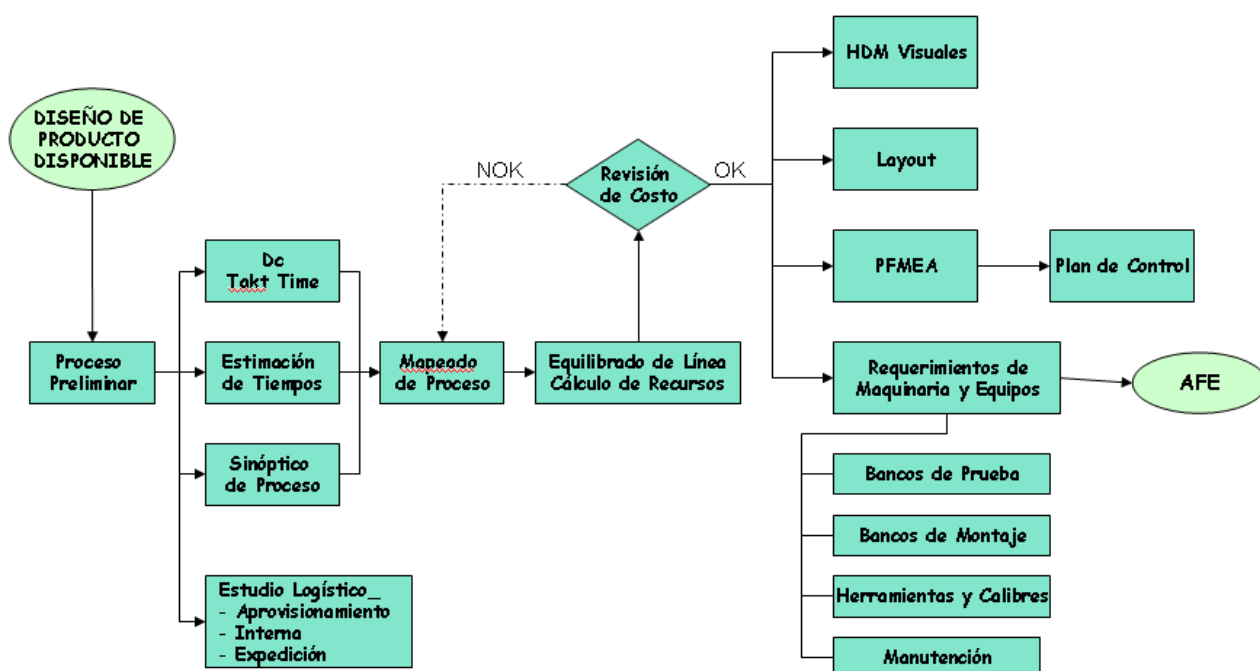 DISEÑO DE
PRODUCTO
DISPONIBLE
Proceso
Preliminar
Dc
Takt Time
Estimación
de Tiempos
Sinóptico
de Proceso
Estudio Logístico_
- Aprovisionamiento
- Interna
- Expedición
Mapeado
de Proceso
Equilibrado de Línea
Cálculo de Recursos
NOK
Revisión
de Costo
OK
HDM Visuales
Layout
PFMEA
Plan de Control
Requerimientos de
Maquinaria y Equipos
AFE
Bancos de Prueba
Bancos de Montaje
Herramientas y Calibres
Manutención